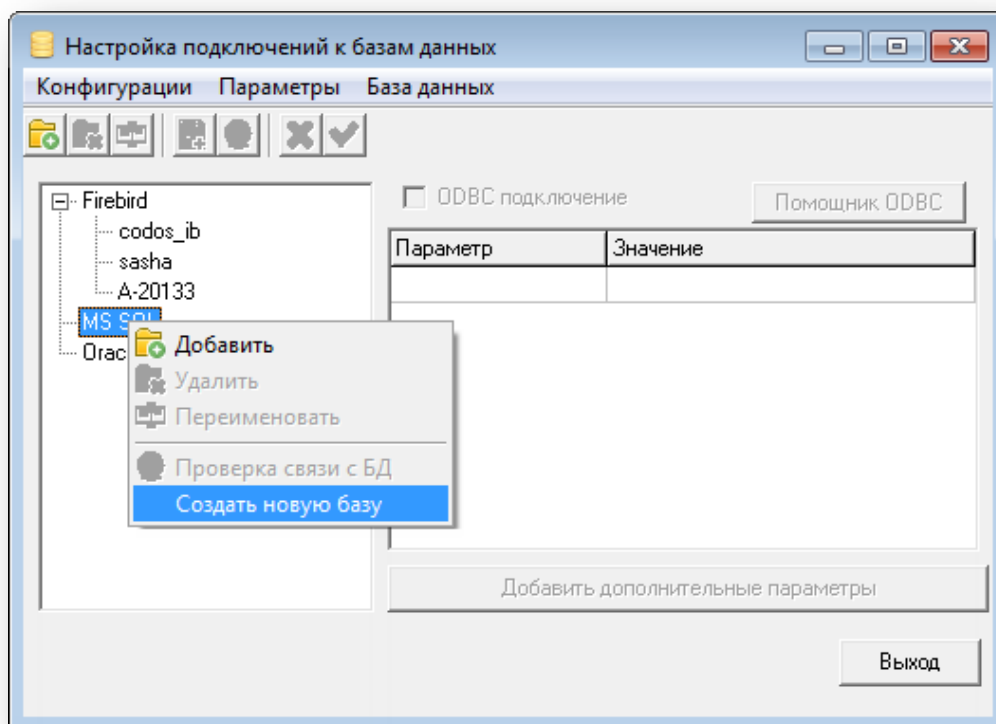 Настройка подключений к базам данных
Конфигурации Параметры База данных
Firebird
codos_ib
sasha
A-20133
MS SQL
Orac
ODBC подключение
Помощник ODBC
Параметр Значение
Добавить
Удалить
Переименовать
Проверка связи с БД
Создать новую базу
Добавить дополнительные параметры
Выход